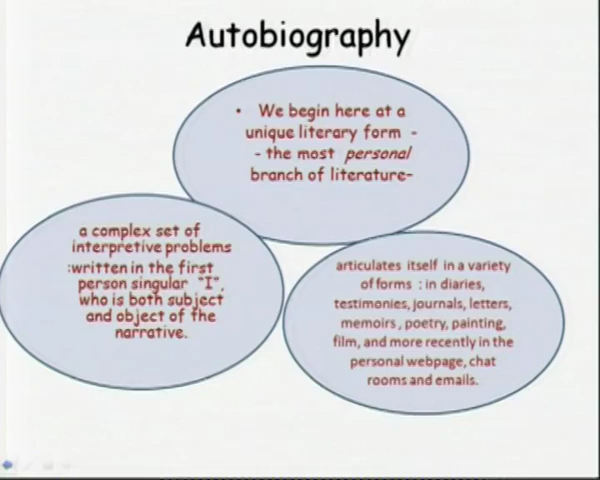 Autobiography
• We begin here at a
unique literary form -
- the most personal
branch of literature-
a complex set of
interpretive problems
:written in the first
person singular "I",
who is both subject
and object of the
narrative.
articulates itself in a variety
of forms : in diaries,
testimonies, journals, letters,
memoirs, poetry, painting,
film, and more recently in the
personal webpage, chat
rooms and emails.